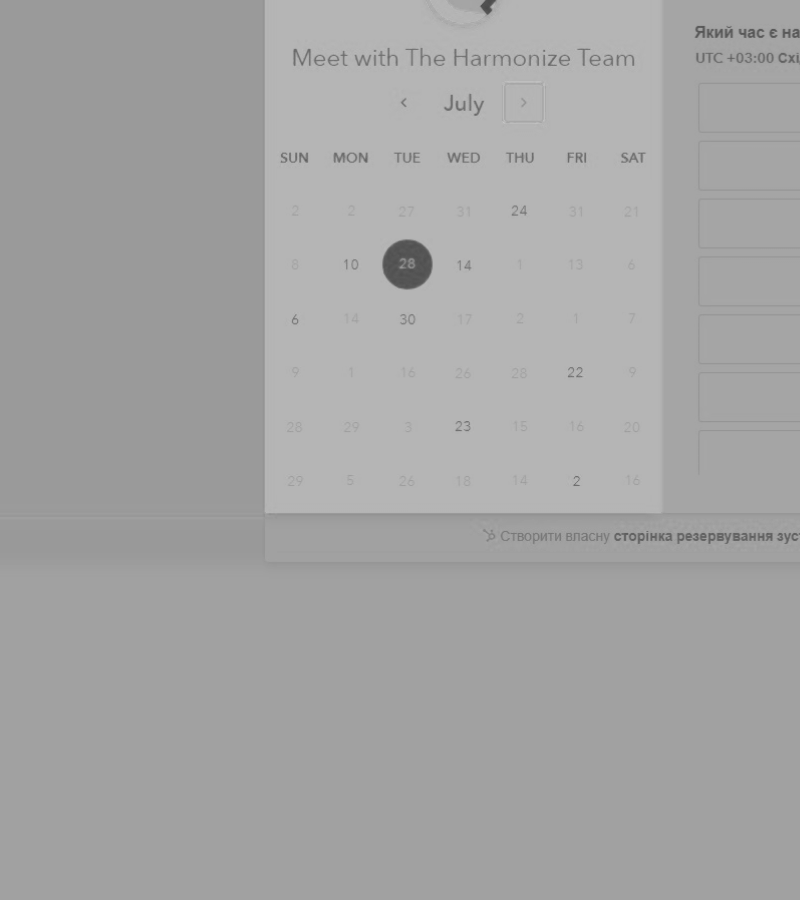 Meet with The Harmonize Team
July
SUN MON TUE WED THU FRI SAT
2 2 27 31 24 31 21
8 10 28 14 1 13 6
6 14 30 17 2 1 7
9 1 16 26 28 22 9
28 29 3 23 15 16 20
29 5 26 18 14 2 16
Який час є на
UTC +03:00 Схі
Створити власну сторінка резервування зус